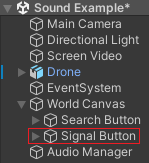 Sound Example*
Main Camera
Directional Light
Screen Video
Drone
EventSystem
World Canvas
Search Button
Signal Button
Audio Manager